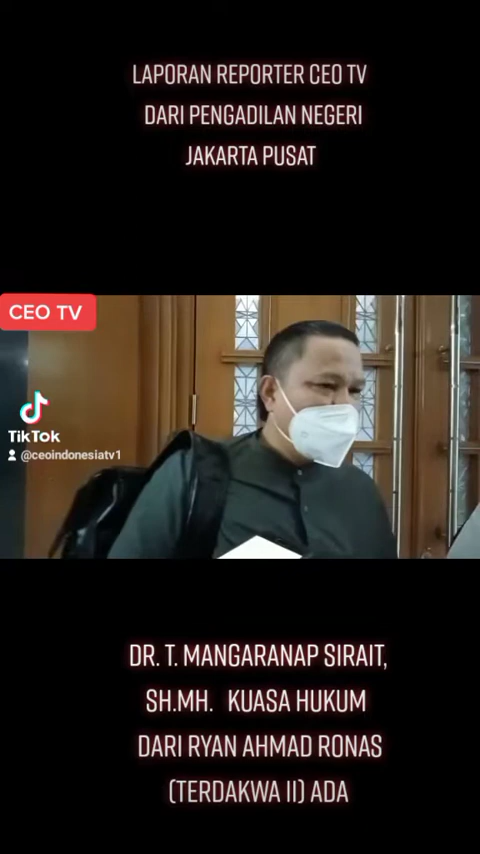 LAPORAN REPORTER CEO TV
DARI PENGADILAN NEGERI
JAKARTA PUSAT
CEO TV
TikTok
@ceoindonesiatv1
DR. T. MANGARANAP SIRAIT,
SH.MH. KUASA HUKUM
DARI RYAN AHMAD RONAS
(TERDAKWA II) ADA